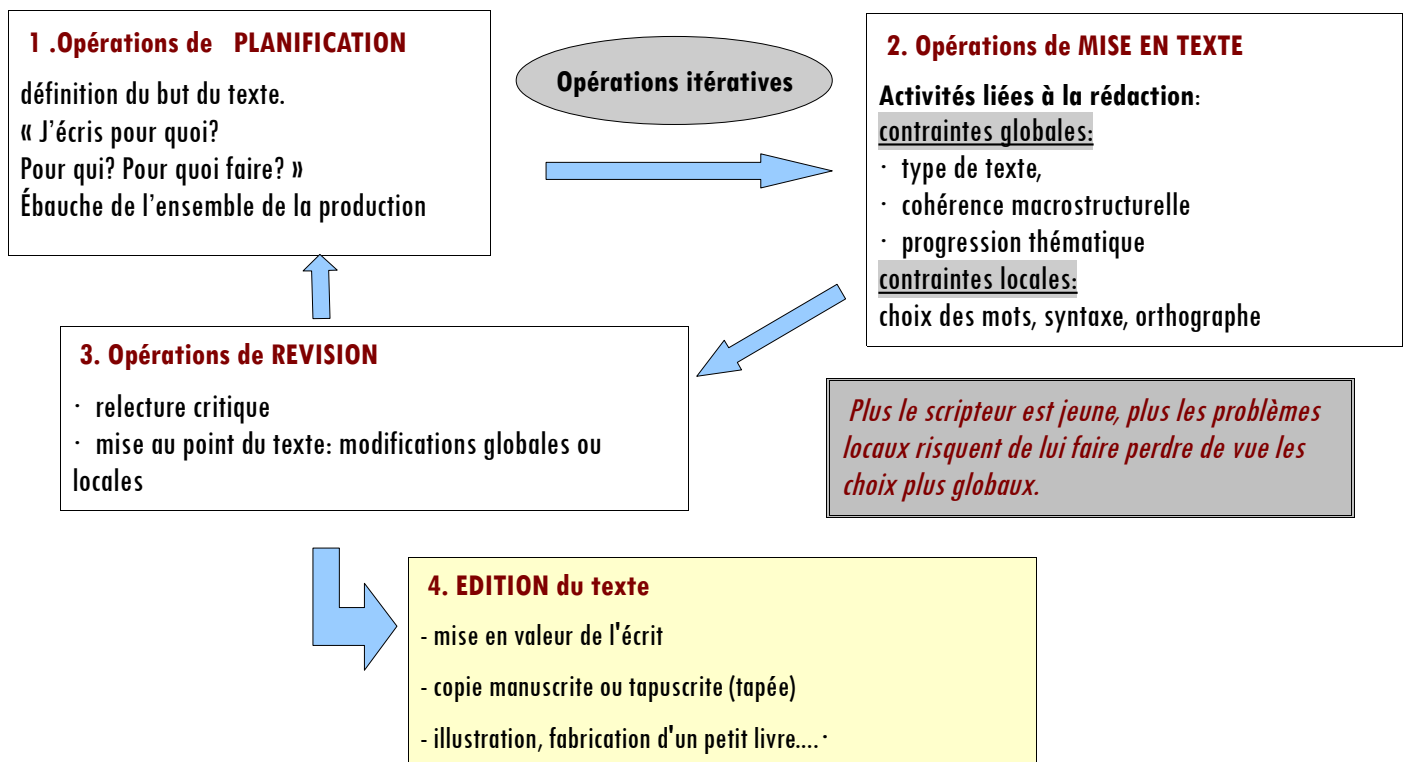 1 .Opérations de PLANIFICATION
définition du but du texte.
« J'écris pour quoi?
Pour qui? Pour quoi faire? »
Ébauche de l'ensemble de la production
Opérations itératives
2. Opérations de MISE EN TEXTE
Activités liées à la rédaction:
contraintes globales:
· type de texte,
· cohérence macrostructurelle
· progression thématique
contraintes locales:
choix des mots, syntaxe, orthographe
3. Opérations de REVISION
· relecture critique
· mise au point du texte: modifications globales ou
locales
Plus le scripteur est jeune, plus les problèmes
locaux risquent de lui faire perdre de vue les
choix plus globaux.
4. EDITION du texte
- mise en valeur de l'écrit
- copie manuscrite ou tapuscrite (tapée)
- illustration, fabrication d'un petit livre....·